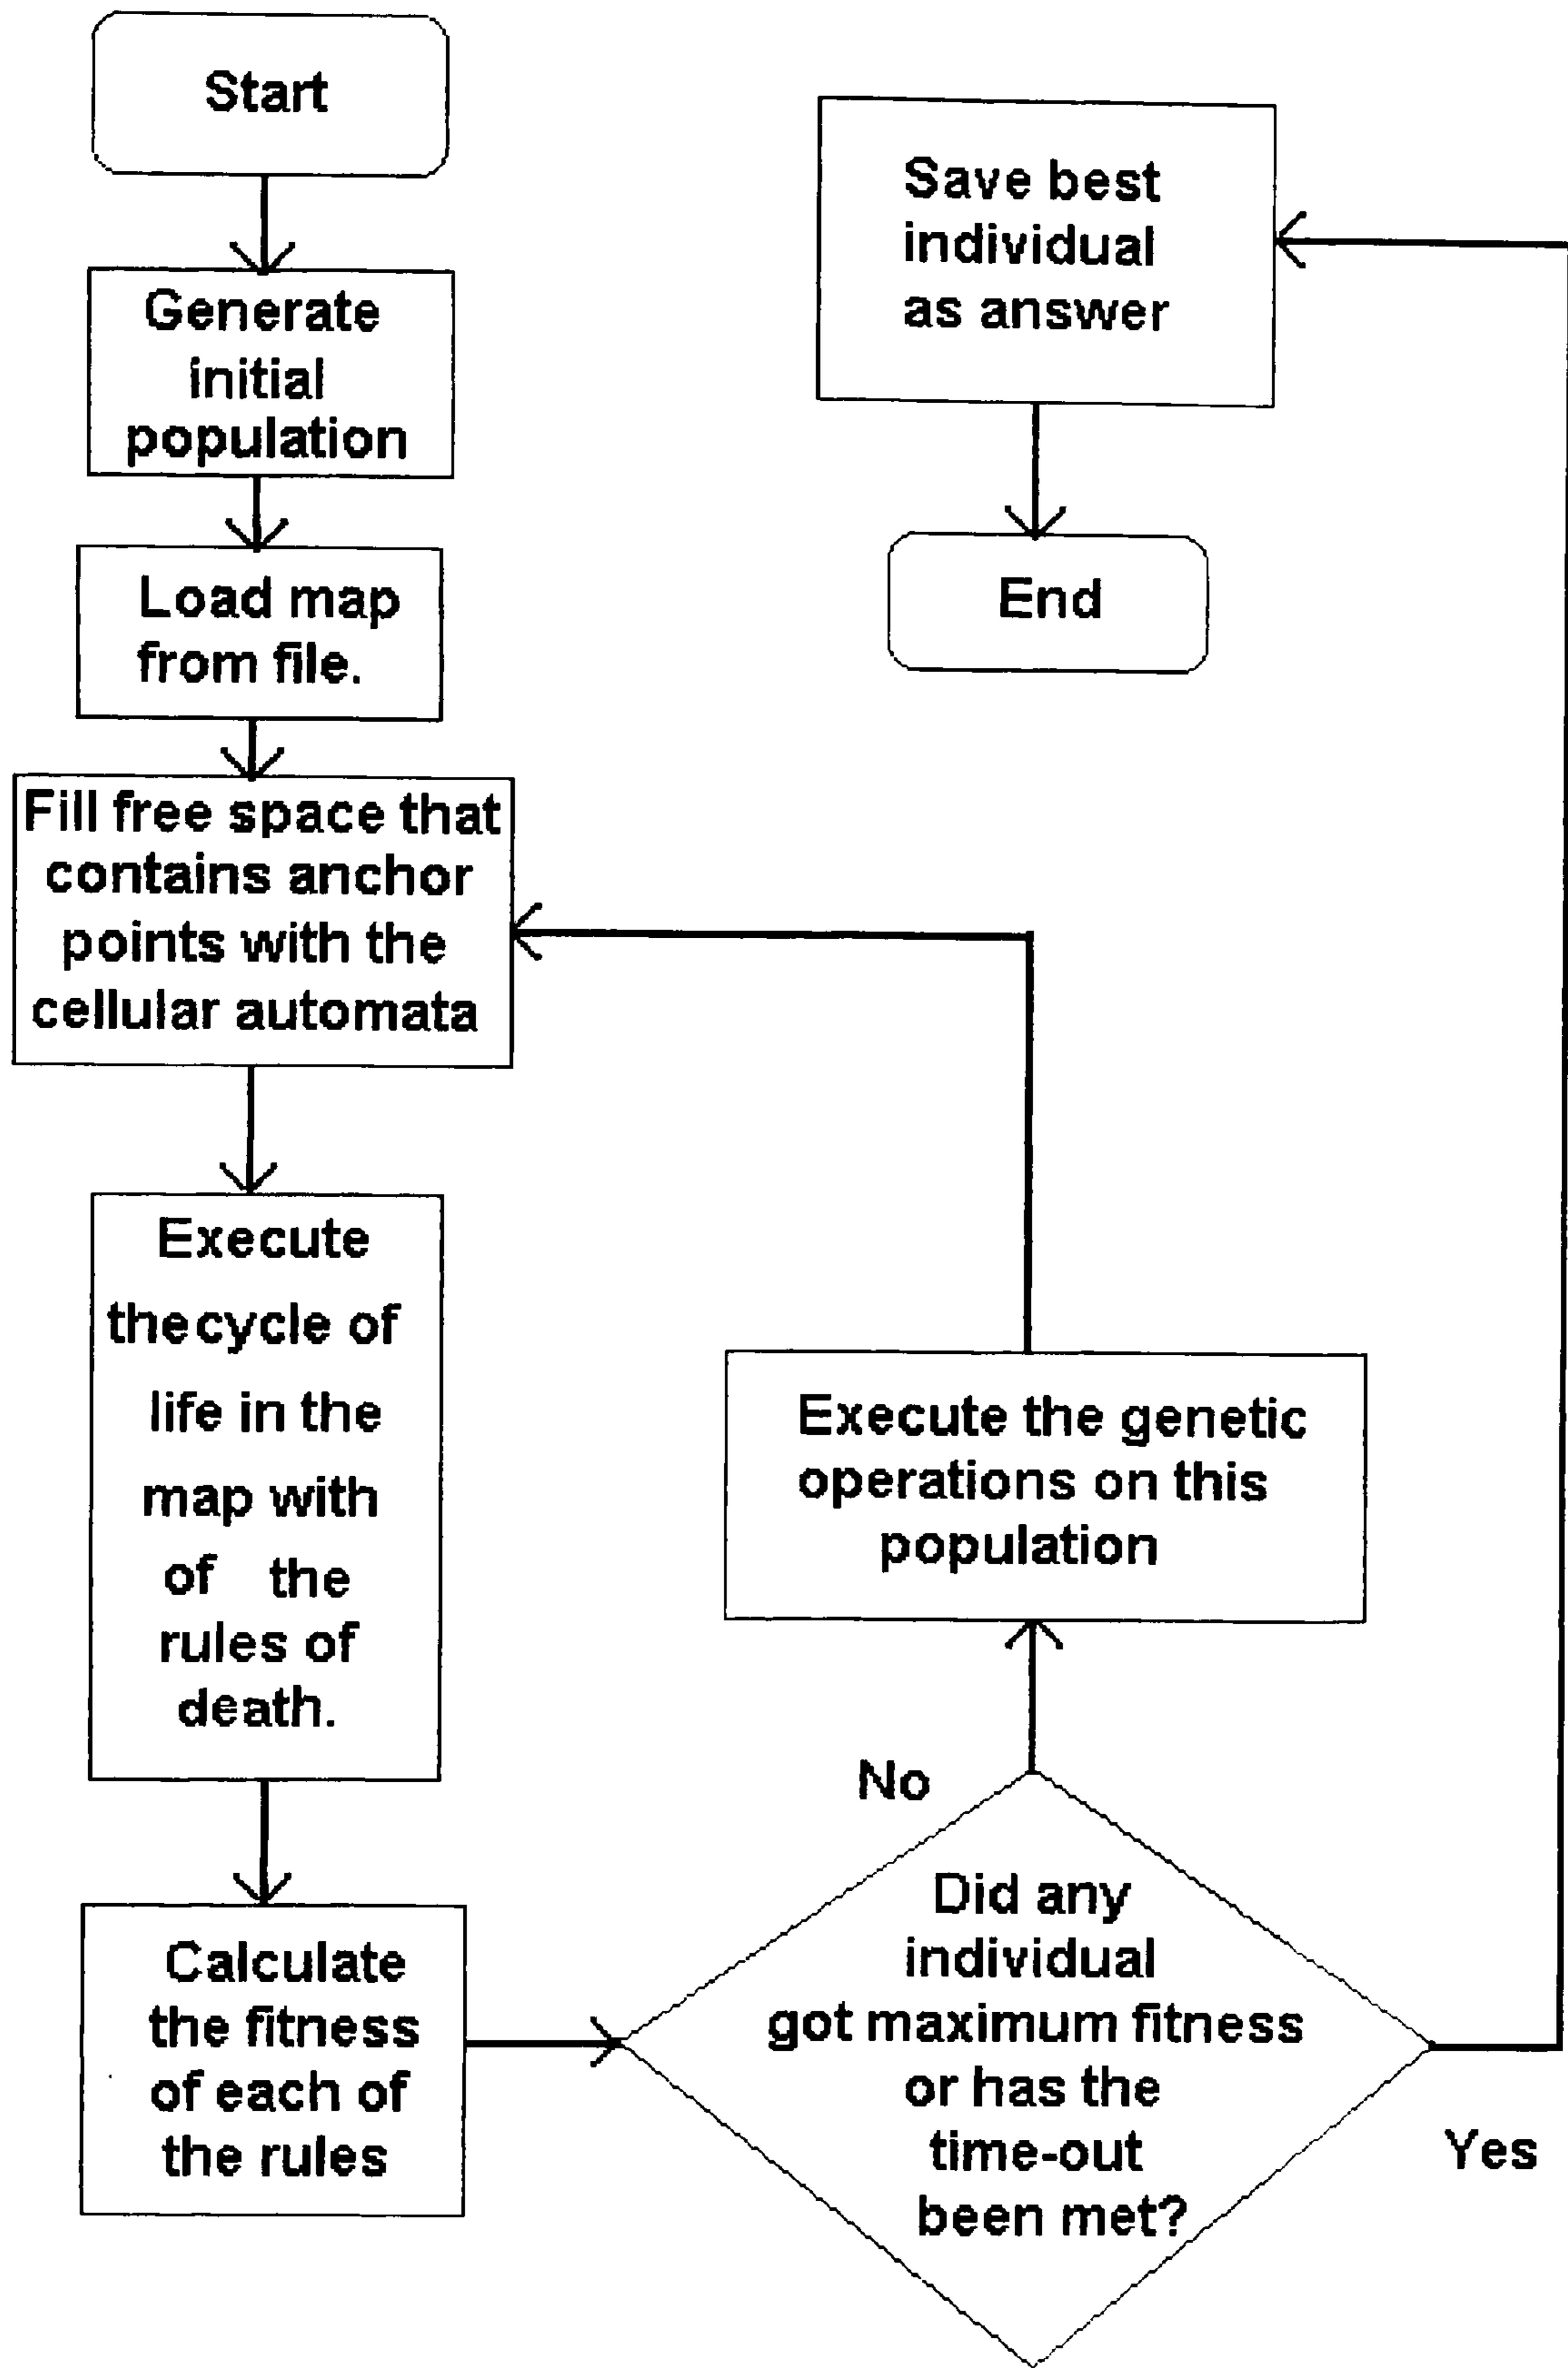 Start
Generate
initial
population
Load map
from file.
Fill free space that
contains anchor
points with the
cellular automata
Execute
thecycle of
life in the
map with
of the
rules of
death.
Calculate
the fitness
of each of
the rules
Did any
individual
got maximum fitness
or has the
time-out
been met?
No
Execute the genetic
operations on this
population
Yes
Save best
individual
as answer
End